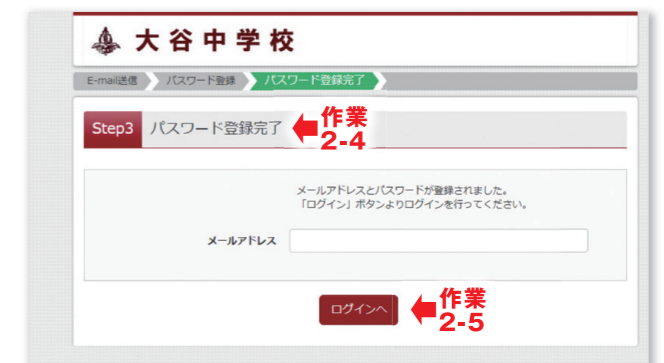 大谷中学校
E-mail送信 パスワード登録 パスワード登録完了
Step3 パスワード登録完了 作業
2-4
メールアドレスとパスワードが登録されました。
「ログイン」ボタンよりログインを行ってください。
メールアドレス
ログインへ 作業
2-5